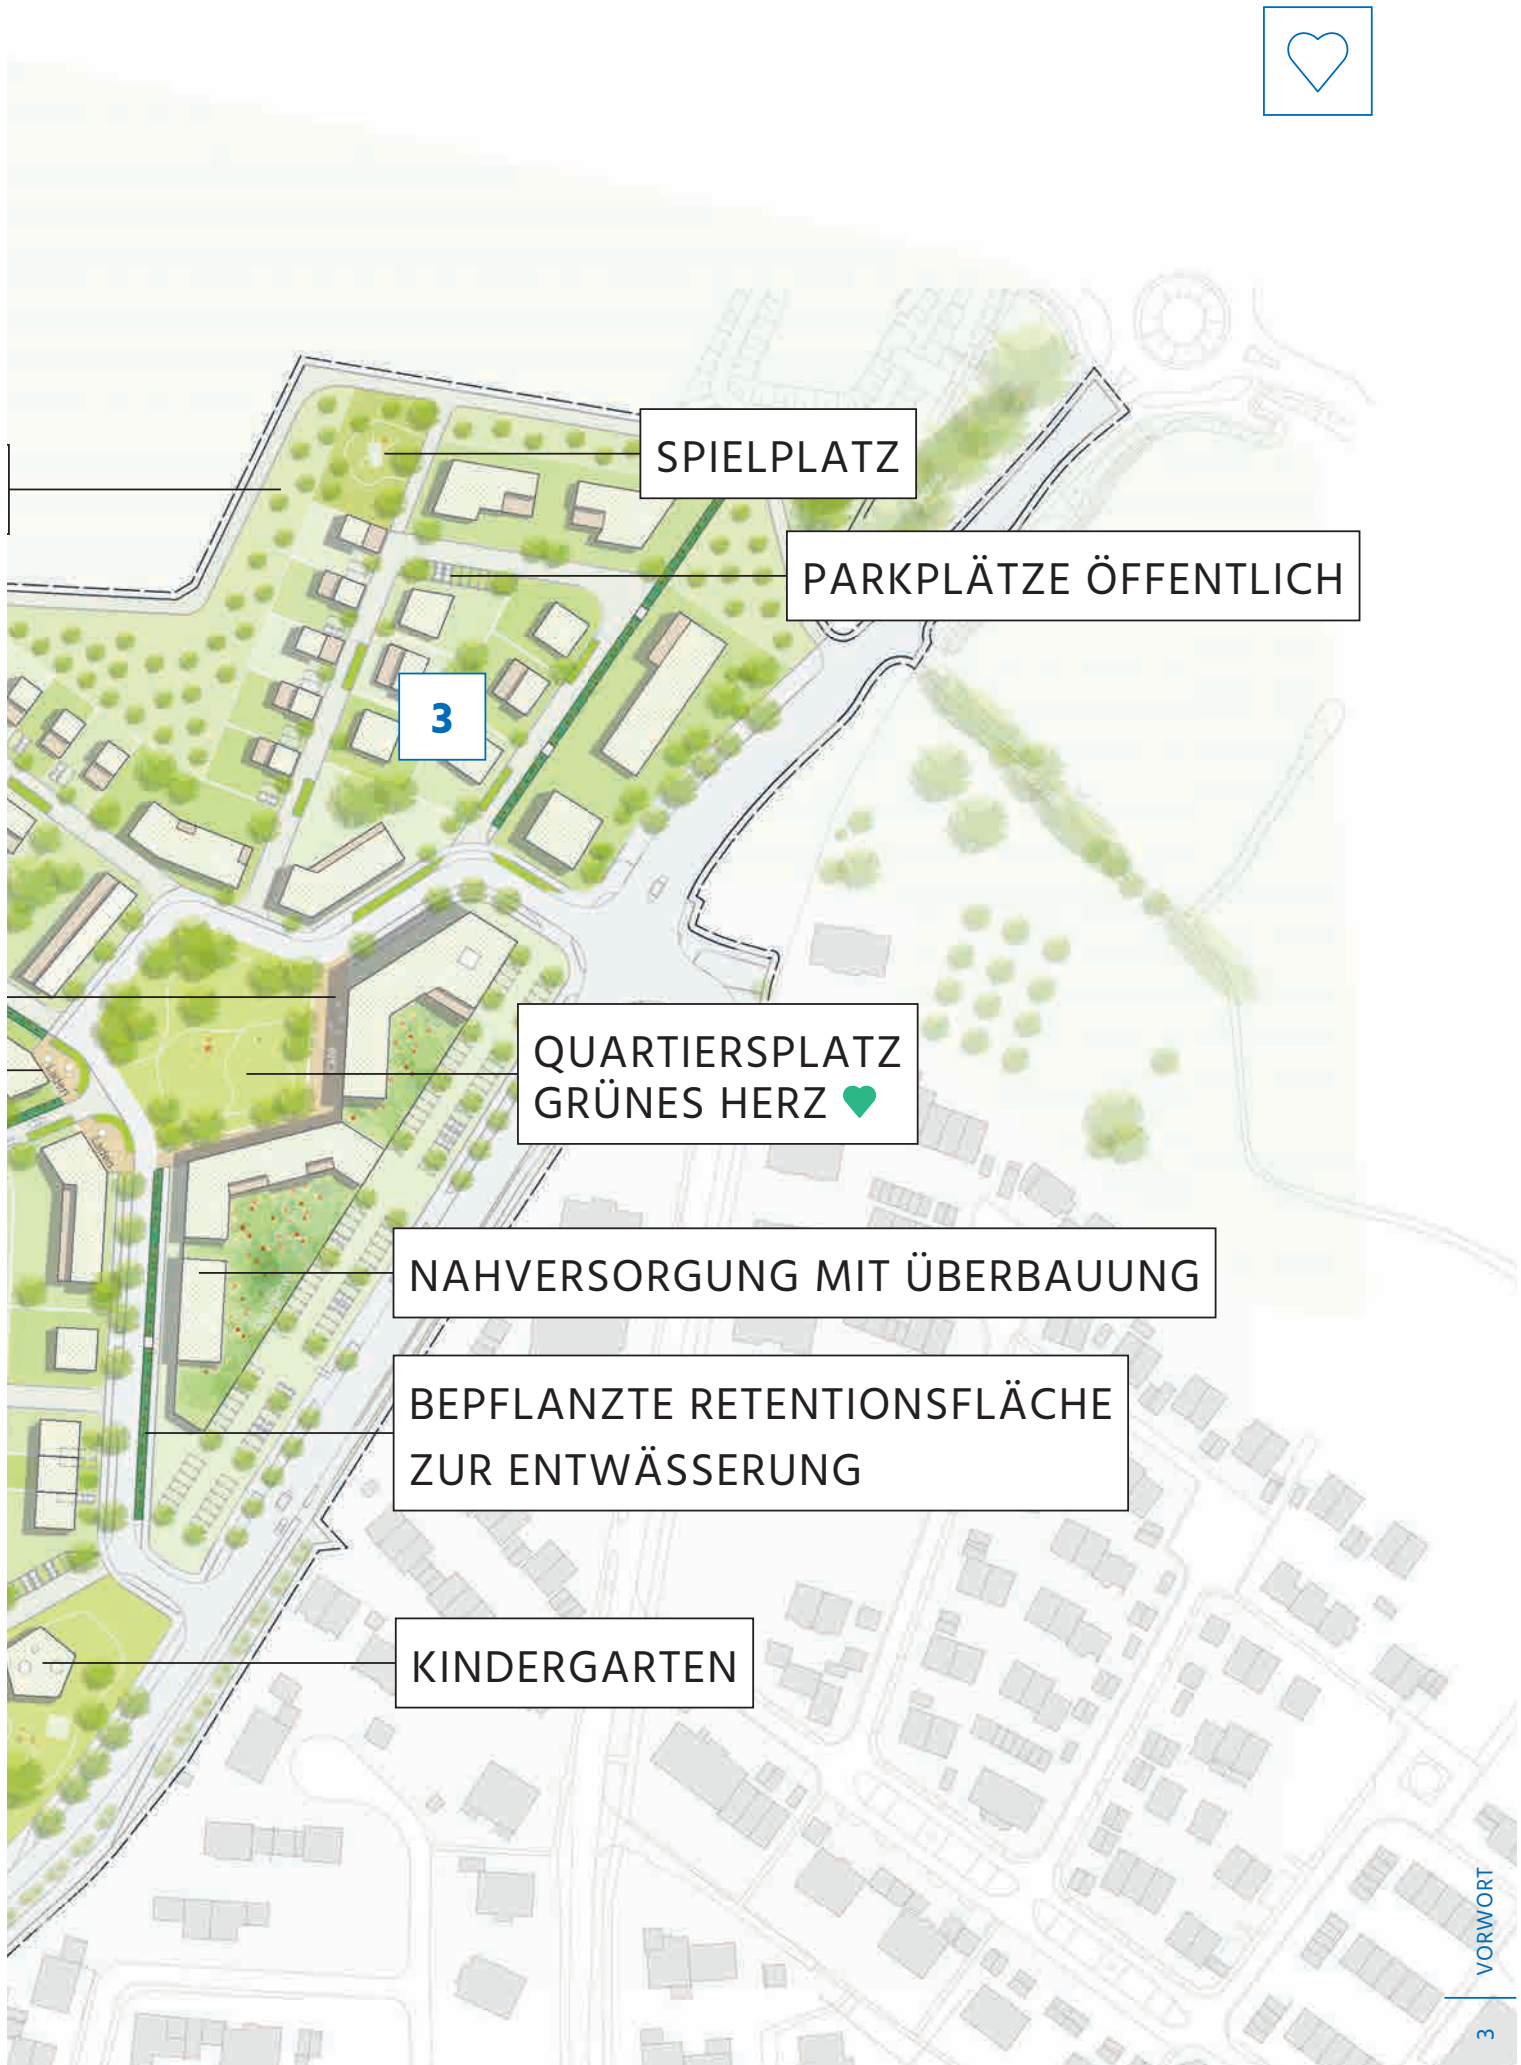 SPIELPLATZ
PARKPLÄTZE ÖFFENTLICH
3
QUARTIERSPLATZ
GRÜNES HERZ
NAHVERSORGUNG MIT ÜBERBAUUNG
BEPFLANZTE RETENTIONSFLÄCHE
ZUR ENTWÄSSERUNG
KINDERGARTEN
VORWORT
3